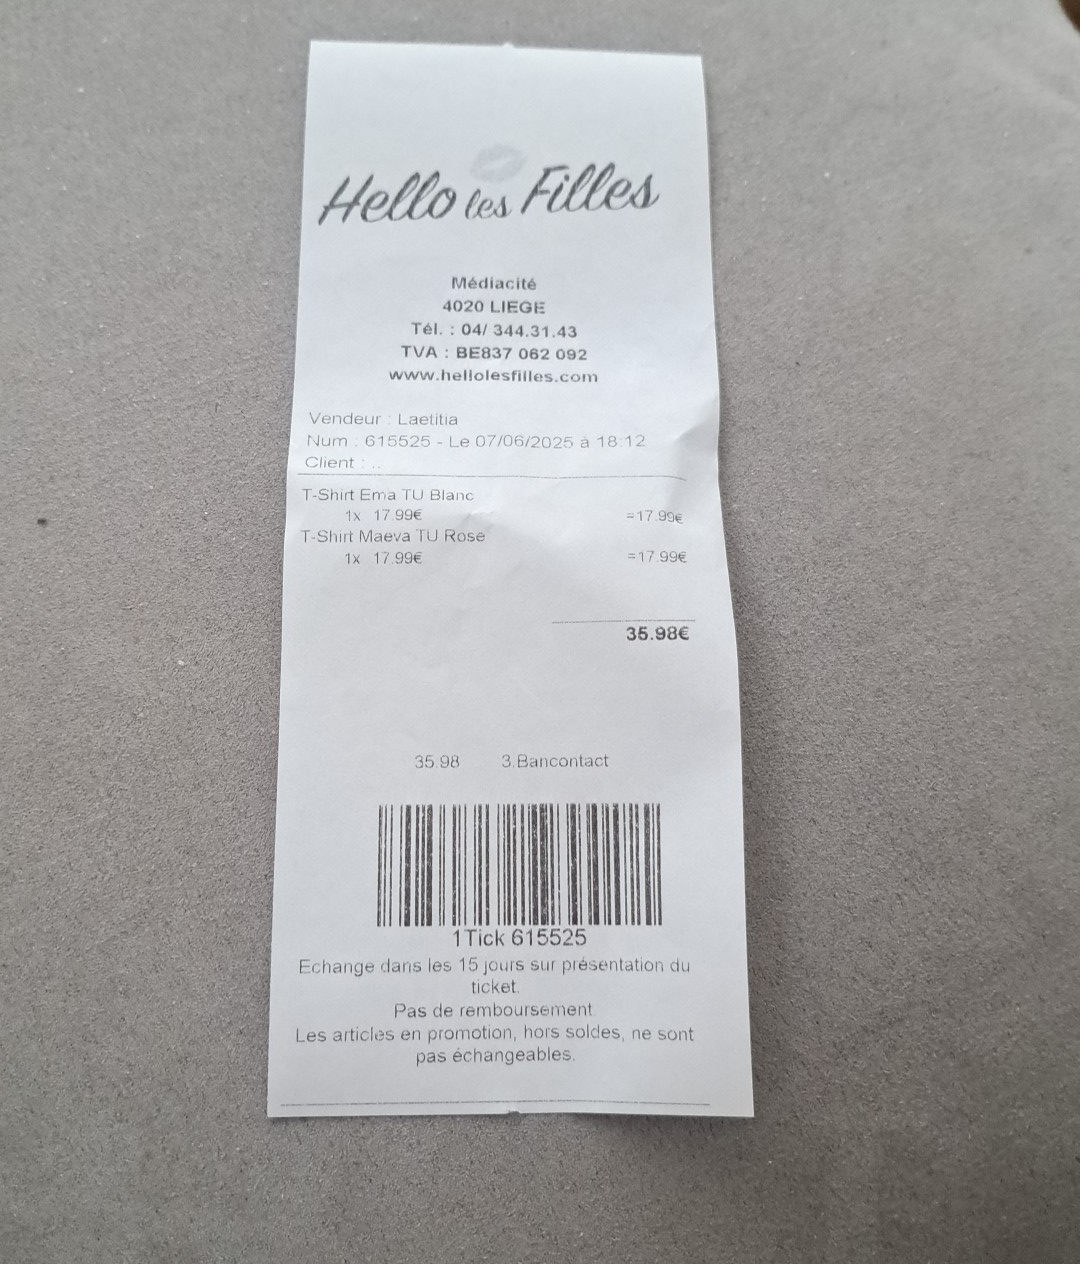 Hello les Filles
Médiacité
4020 LIEGE
Tél. : 04/ 344.31.43
TVA : BE837 062 092
www.hellolesfilles.com
Vendeur : Laetitia
Num : 615525 - Le 07/06/2025 à 18:12
Client : ..
T-Shirt Ema TU Blanc
1x 17.99€ =17.99€
T-Shirt Maeva TU Rose
1x 17.99€ =17.99€
35.98€
35.98 3.Bancontact
1Tick 615525
Echange dans les 15 jours sur présentation du
ticket.
Pas de remboursement.
Les articles en promotion, hors soldes, ne sont
pas échangeables.